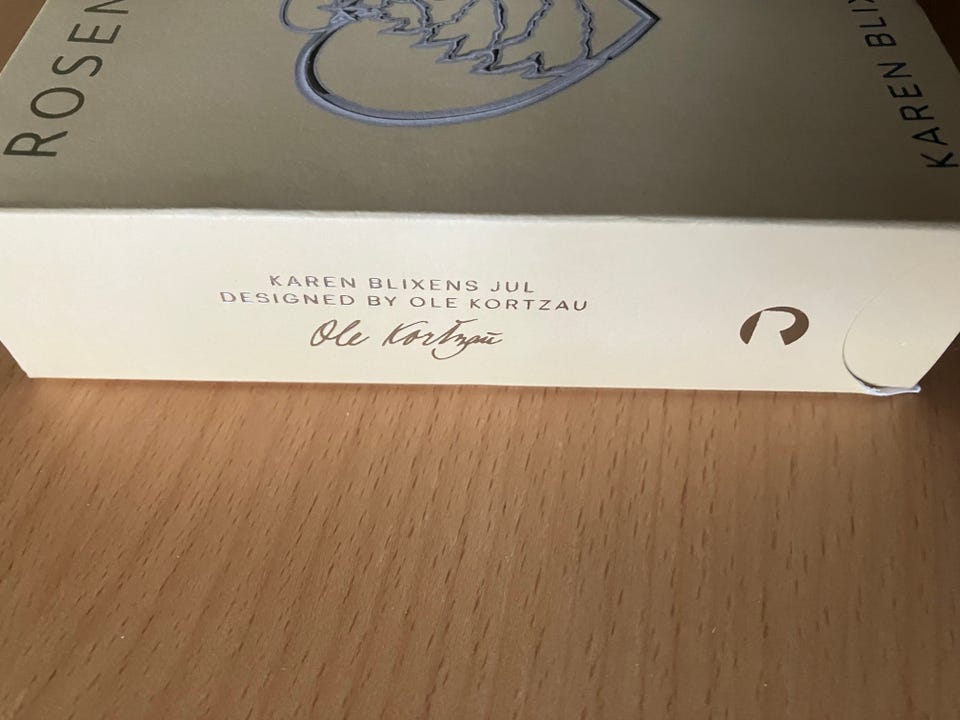 ROSEN
KAREN BLIX
KAREN BLIXENS JUL
DESIGNED BY OLE KORTZAU
Ole Kortzau